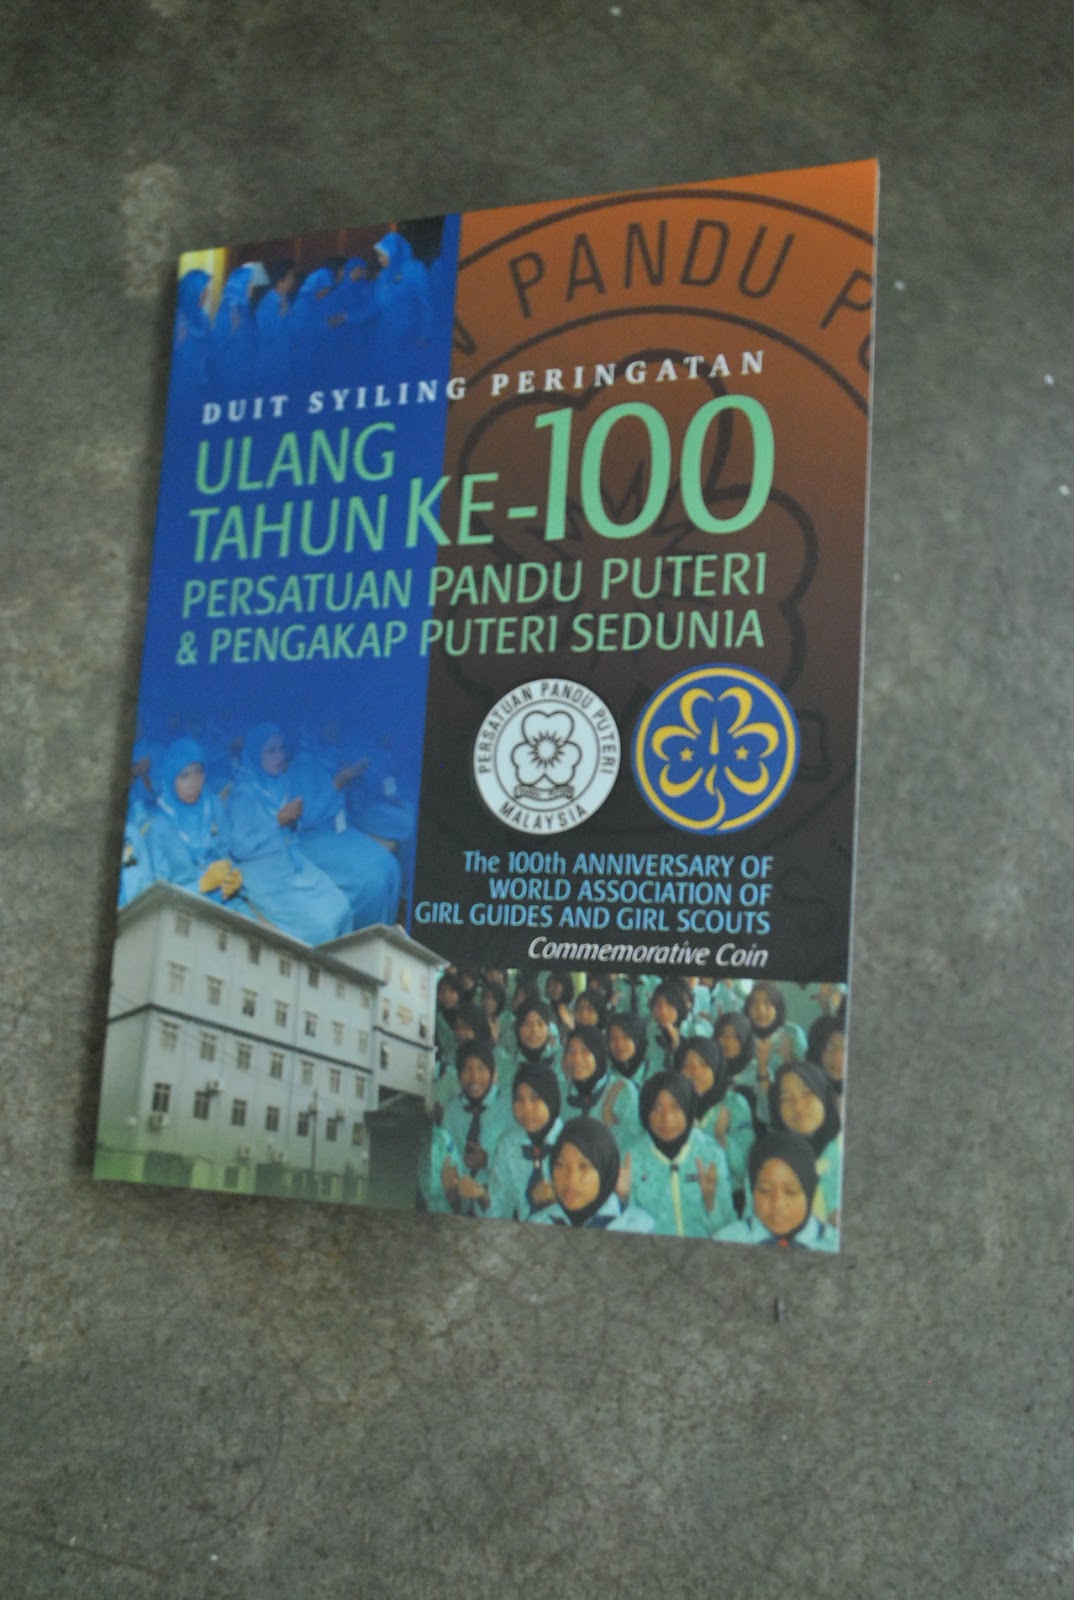 PANDU P
DUIT SYILING PERINGATAN
ULANG
TAHUN KE-100
PERSATUAN PANDU PUTERI
& PENGAKAP PUTERI SEDUNIA
PERSATUAN PANDU PUTERI
MALAYSIA
The 100th ANNIVERSARY OF
WORLD ASSOCIATION OF
GIRL GUIDES AND GIRL SCOUTS
Commemorative Coin